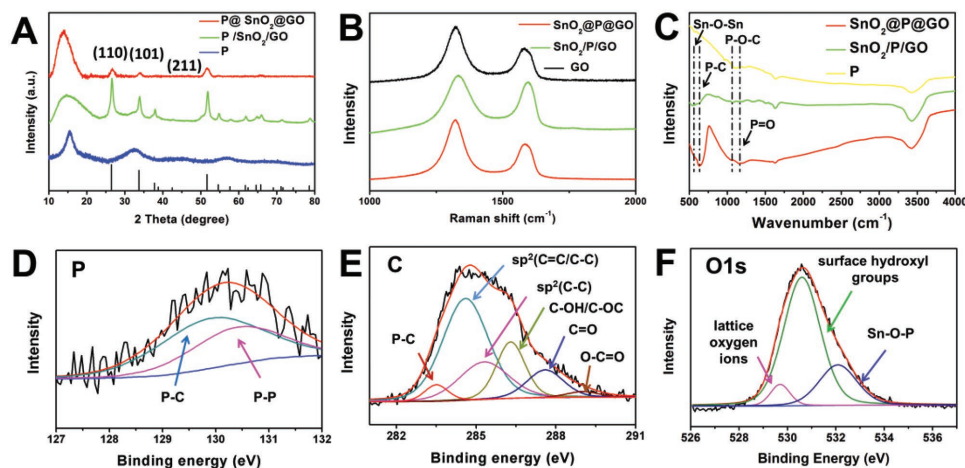 A
P@ SnO2@GO
P /SnO2/GO
P
(110) (101)
(211)
Intensity (a.u.)
10 20 30 40 50 60 70 80
2 Theta (degree)
B
SnO2@P@GO
SnO2/P/GO
GO
Intensity
1000 1250 1500 1750 2000
Raman shift (cm-1)
C
Sn-O-Sn
P-O-C
P-C
P=O
SnO2@P@GO
SnO2/P/GO
P
Intensity
500 1000 1500 2000 2500 3000 3500 4000
Wavenumber (cm-1)
D
P
P-C
P-P
Intensity
127 128 129 130 131 132
Binding energy (eV)
E
C
sp2(C=C/C-C)
sp2(C-C)
C-OH/C-OC
C=O
P-C
O-C=O
Intensity
282 285 288 291
Binding energy (eV)
F
O1s
surface hydroxyl
groups
lattice
oxygen
ions
Sn-O-P
Intensity
526 528 530 532 534 536
Binding Energy (eV)